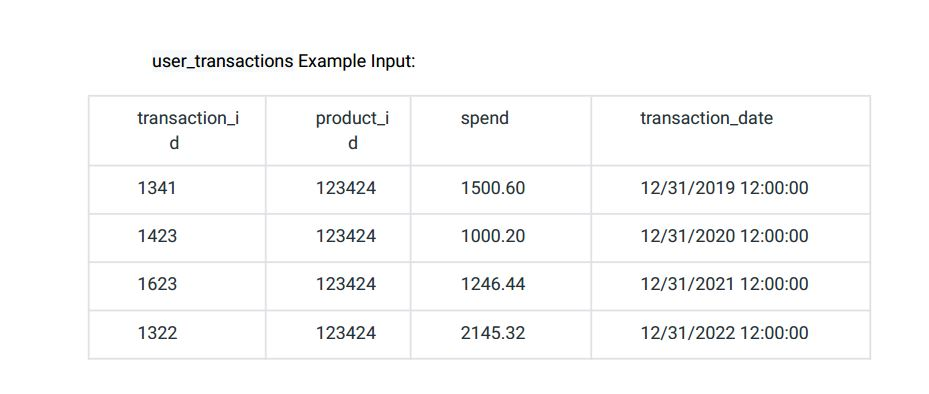 user_transactions Example Input:
transaction_i product_i spend transaction_date
d d
1341 123424 1500.60 12/31/2019 12:00:00
1423 123424 1000.20 12/31/2020 12:00:00
1623 123424 1246.44 12/31/2021 12:00:00
1322 123424 2145.32 12/31/2022 12:00:00